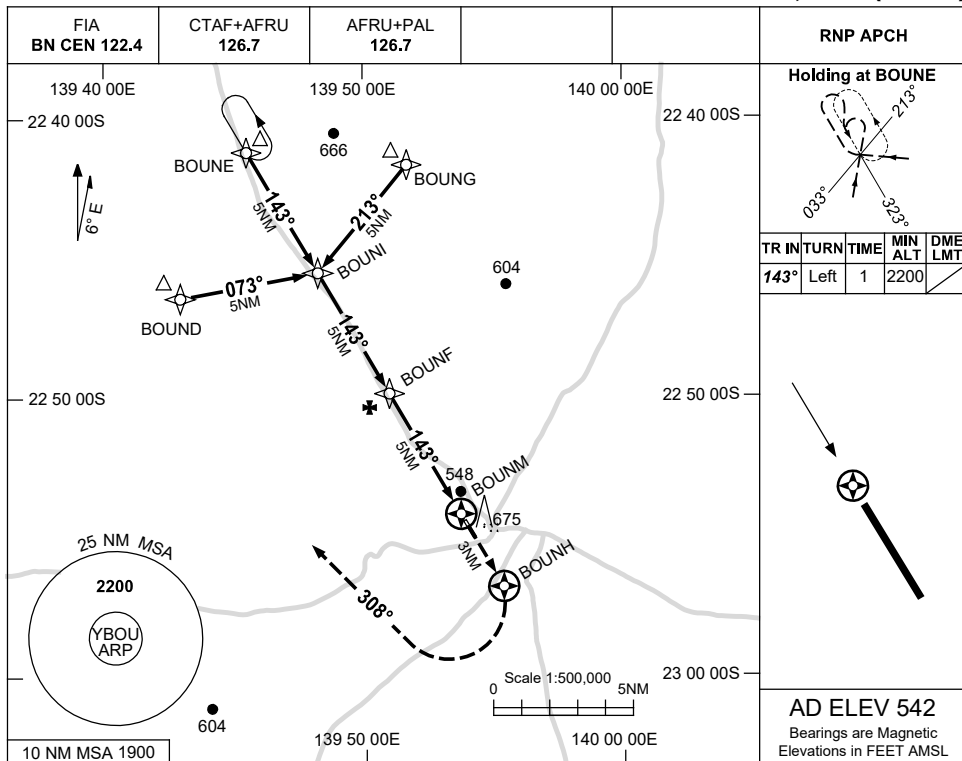 FIA
BN CEN 122.4
CTAF+AFRU
126.7
AFRU+PAL
126.7
RNP APCH
139 40 00E
139 50 00E
140 00 00E
22 40 00S
22 40 00S
6° E
BOUNE
666
BOUNG
143°
5NM
213°
5NM
BOUNI
604
073°
5NM
BOUND
143°
5NM
BOUNF
22 50 00S
22 50 00S
143°
5NM
548
BOUNM
675
3NM
BOUNH
308°
25 NM MSA
2200
YBOU
ARP
604
10 NM MSA 1900
Scale 1:500,000
0
5NM
23 00 00S
139 50 00E
140 00 00E
Holding at BOUNE
213°
033°
323°
TR IN TURN TIME MIN ALT DME LMT
143° Left 1 2200
AD ELEV 542
Bearings are Magnetic
Elevations in FEET AMSL